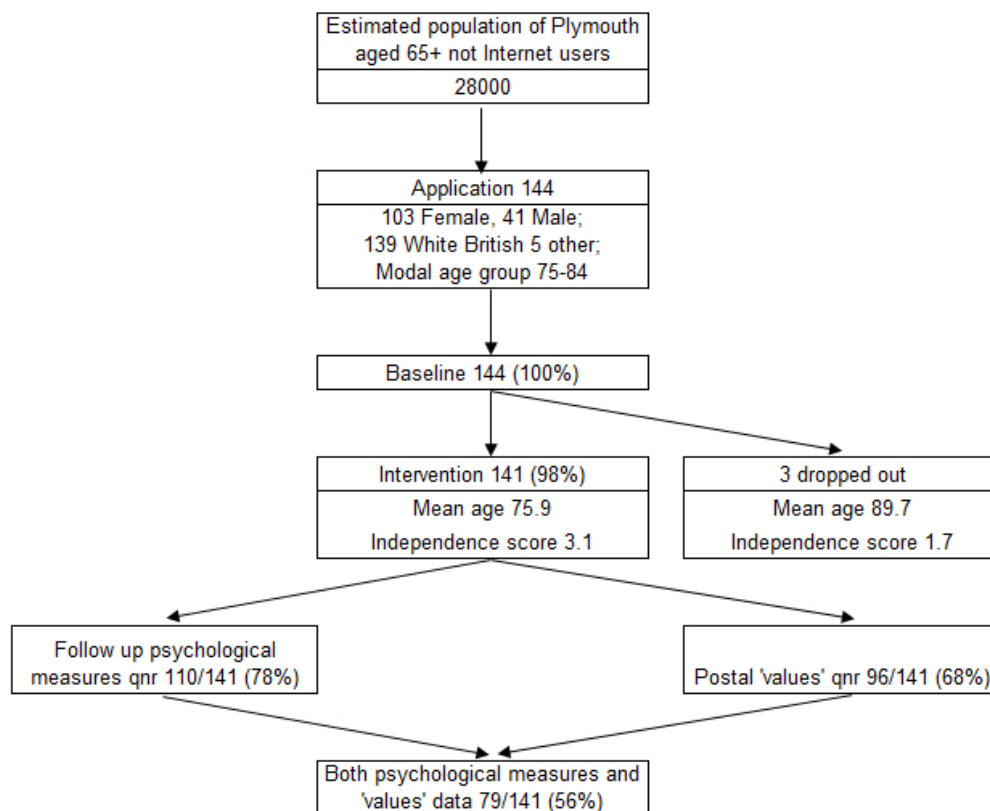 Estimated population of Plymouth
aged 65+ not Internet users
28000
Application 144
103 Female, 41 Male;
139 White British 5 other;
Modal age group 75-84
Baseline 144 (100%)
Intervention 141 (98%)
Mean age 75.9
Independence score 3.1
3 dropped out
Mean age 89.7
Independence score 1.7
Follow up psychological
measures qnr 110/141 (78%)
Postal 'values' qnr 96/141 (68%)
Both psychological measures and
'values' data 79/141 (56%)